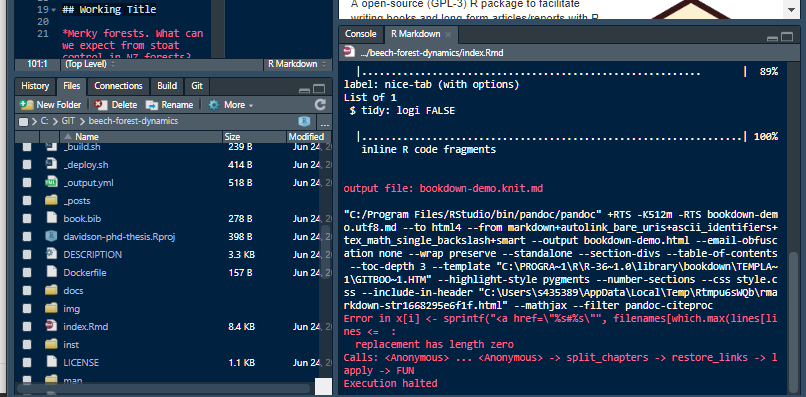 19
## Working Title
20
21
*Merky forests. What can
we expect from stoat
control in NZ forests?
101:1 (Top Level) R Markdown
History Files Connections Build Git
New Folder Delete Rename More
C: GIT beech-forest-dynamics ...
Name Size Modified
_build.sh 239 B Jun 24,
_deploy.sh 414 B Jun 24,
_output.yml 518 B Jun 24,
_posts
book.bib 278 B Jun 24,
davidson-phd-thesis.Rproj 398 B Jun 24,
DESCRIPTION 3.3 KB Jun 24,
Dockerfile 157 B Jun 24,
docs
img
index.Rmd 8.4 KB Jun 24,
inst
LICENSE 1.1 KB Jun 24,
man
A open-source (GPL-3) R package to facilitate
writing books and long-form articles/reports with R
Console R Markdown
.../beech-forest-dynamics/index.Rmd
|................................................... | 89%
label: nice-tab (with options)
List of 1
$ tidy: logi FALSE
|.........................................................| 100%
inline R code fragments
output file: bookdown-demo.knit.md
"C:/Program Files/RStudio/bin/pandoc/pandoc" +RTS -K512m -RTS bookdown-dem
o.utf8.md --to html4 --from markdown+autolink_bare_uris+ascii_identifiers+
tex_math_single_backslash+smart --output bookdown-demo.html --email-obfusc
ation none --wrap preserve --standalone --section-divs --table-of-contents
--toc-depth 3 --template "C:\PROGRA~1\R\R-36~1.0\library\bookdown\TEMPLA~
1\GITBOO~1.HTM" --highlight-style pygments --number-sections --css style.c
ss --include-in-header "C:\Users\s435389\AppData\Local\Temp\Rtmpu6sWQb\rma
rkdown-str1668295e6f1f.html" --mathjax --filter pandoc-citeproc
Error in x[i] <- sprintf("<a href=\"%s#%s\"", filenames[which.max(lines[li
nes <= :
replacement has length zero
Calls: <Anonymous> ... <Anonymous> -> split_chapters -> restore_links -> l
apply -> FUN
Execution halted